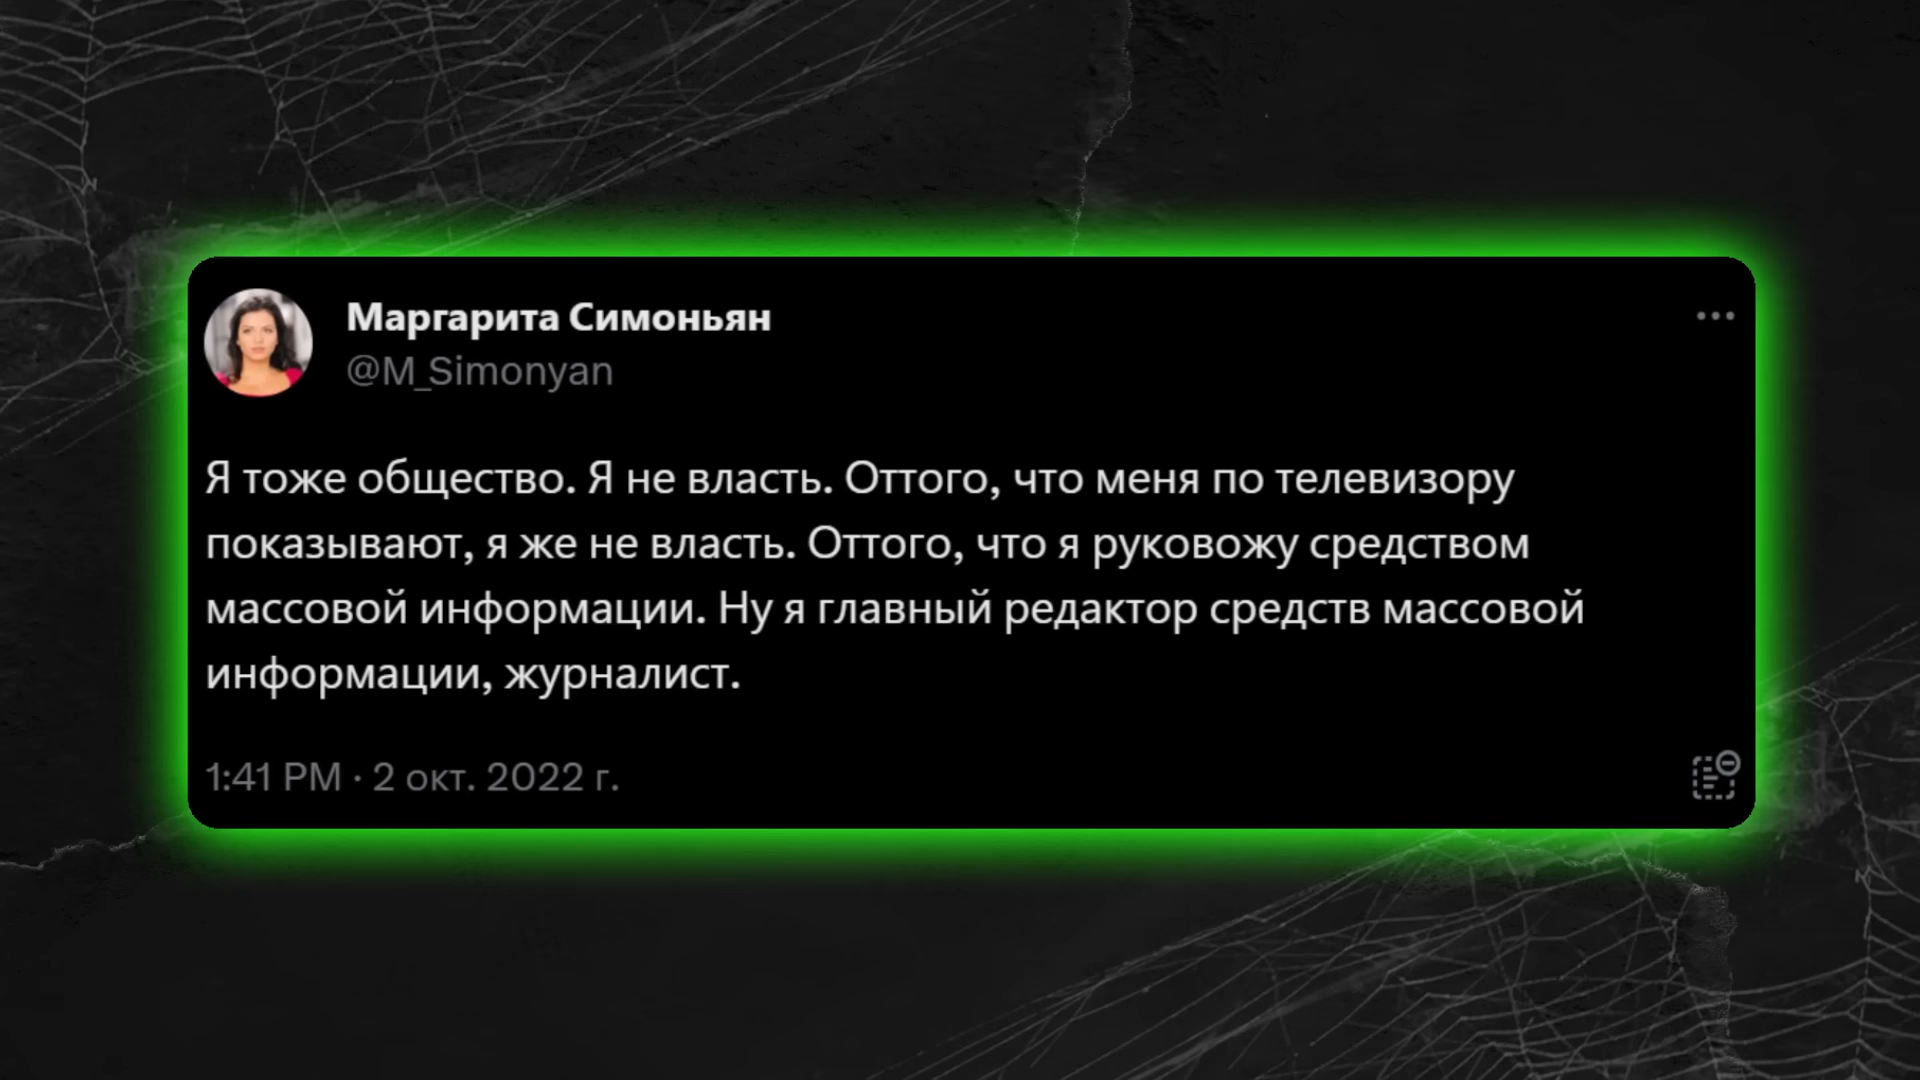 Маргарита Симоньян
@M_Simonyan
Я тоже общество. Я не власть. Оттого, что меня по телевизору
показывают, я же не власть. Оттого, что я руковожу средством
массовой информации. Ну я главный редактор средств массовой
информации, журналист.
1:41 PM · 2 окт. 2022 г.